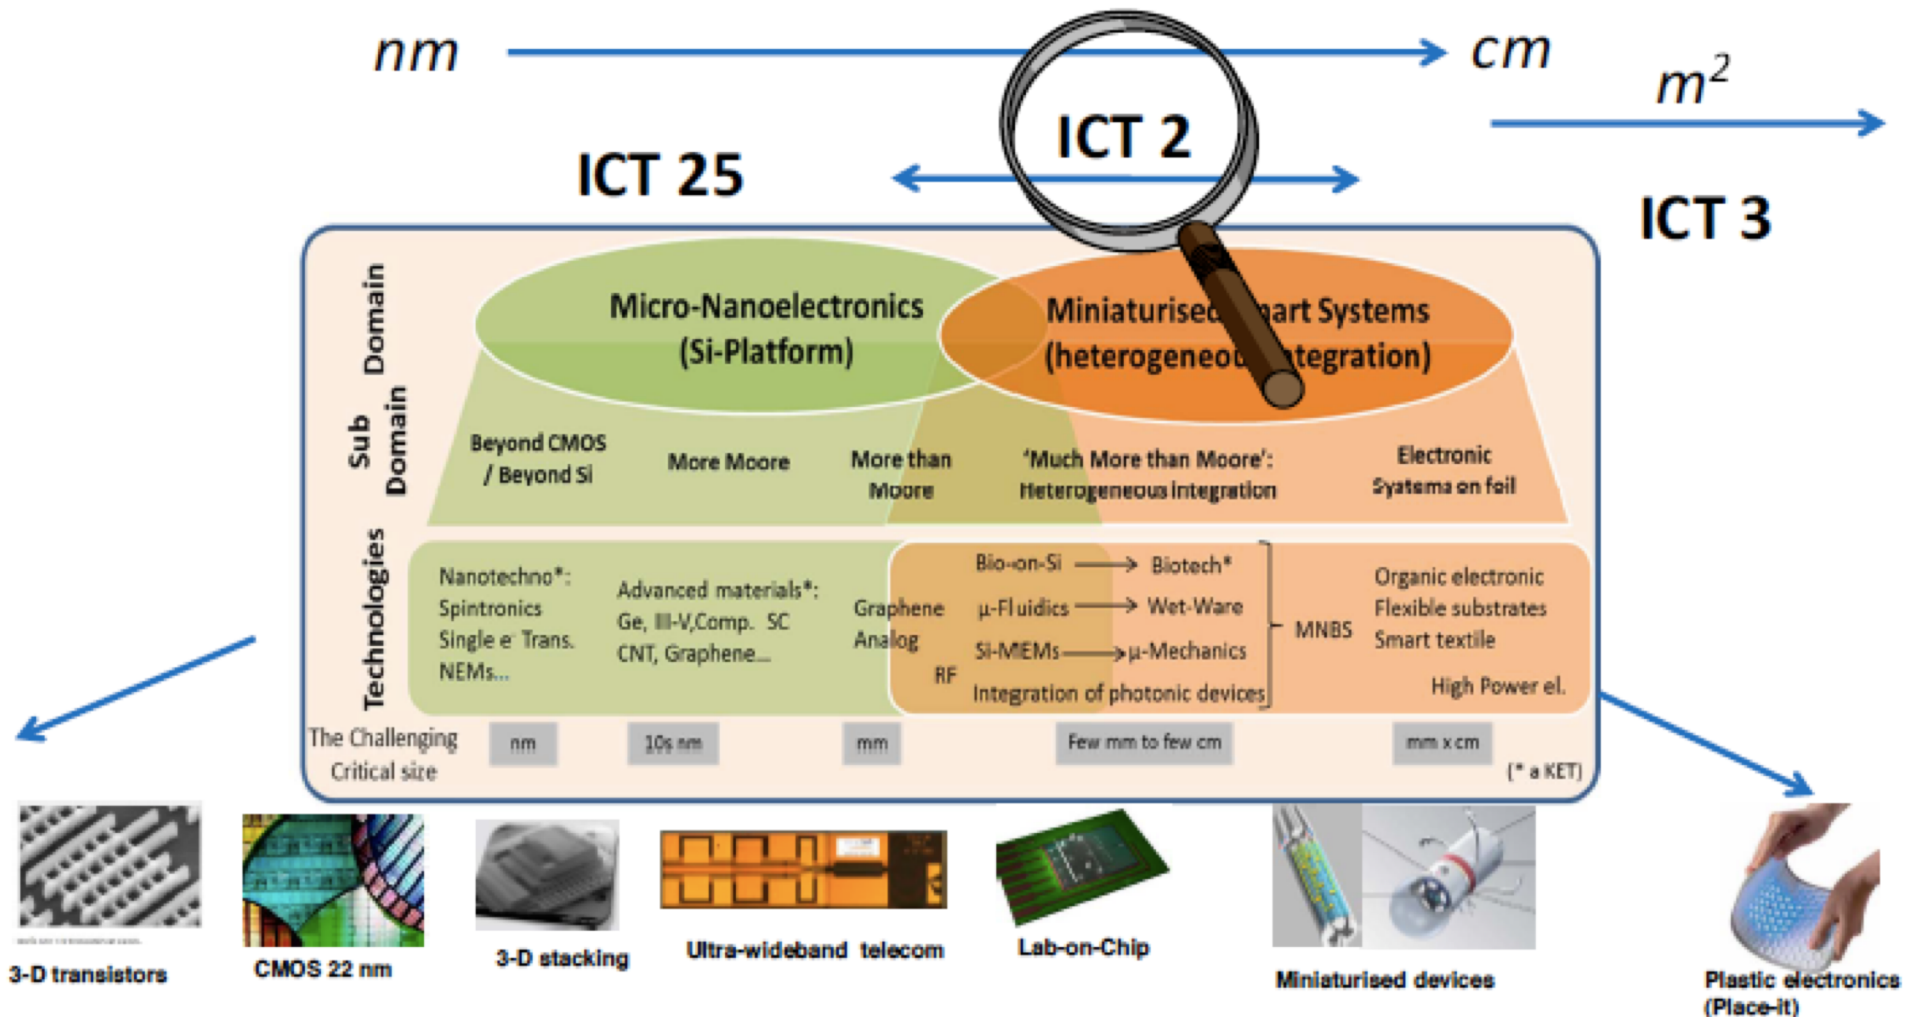 nm
cm
m²
ICT 2
ICT 25
ICT 3
Domain
Micro-Nanoelectronics
(Si-Platform)
Miniaturised
art Systems
(heterogeneou
ntegration)
Sub
Domain
Beyond CMOS
/ Beyond Si
More Moore
More than
Moore
‘Much More than Moore’:
Heterogeneous integration
Electronic
Systems on foil
Technologies
Nanotechno*:
Spintronics
Single e⁻ Trans.
NEMs...
Advanced materials*:
Ge, III-V,Comp. SC
CNT, Graphene...
Graphene
Analog
RF
Bio-on-Si
Biotech*
μ-Fluidics
Wet-Ware
Si-MEMs
μ-Mechanics
Integration of photonic devices
MNBS
Organic electronic
Flexible substrates
Smart textile
High Power el.
The Challenging
Critical size
nm
10s nm
mm
Few mm to few cm
mm x cm
(* a KET)
3-D transistors
CMOS 22 nm
3-D stacking
Ultra-wideband telecom
Lab-on-Chip
Miniaturised devices
Plastic electronics
(Place-it)